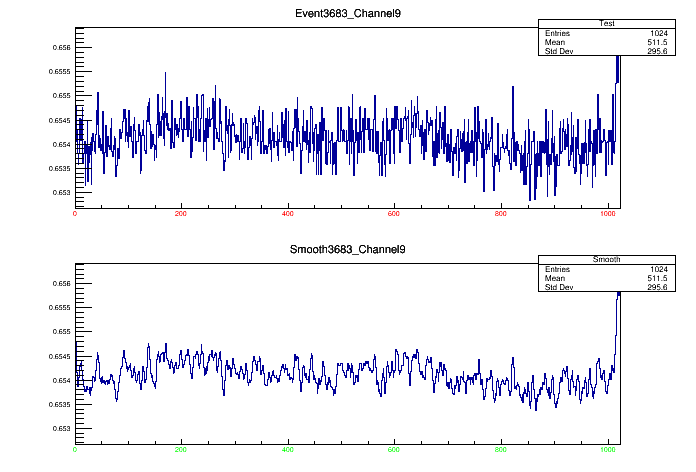 Event3683_Channel9
Test
Entries 1024
Mean 511.5
Std Dev 295.6
0.656
0.6555
0.655
0.6545
0.654
0.6535
0.653
0 200 400 600 800 1000
Smooth3683_Channel9
Smooth
Entries 1024
Mean 511.5
Std Dev 295.6
0.656
0.6555
0.655
0.6545
0.654
0.6535
0.653
0 200 400 600 800 1000